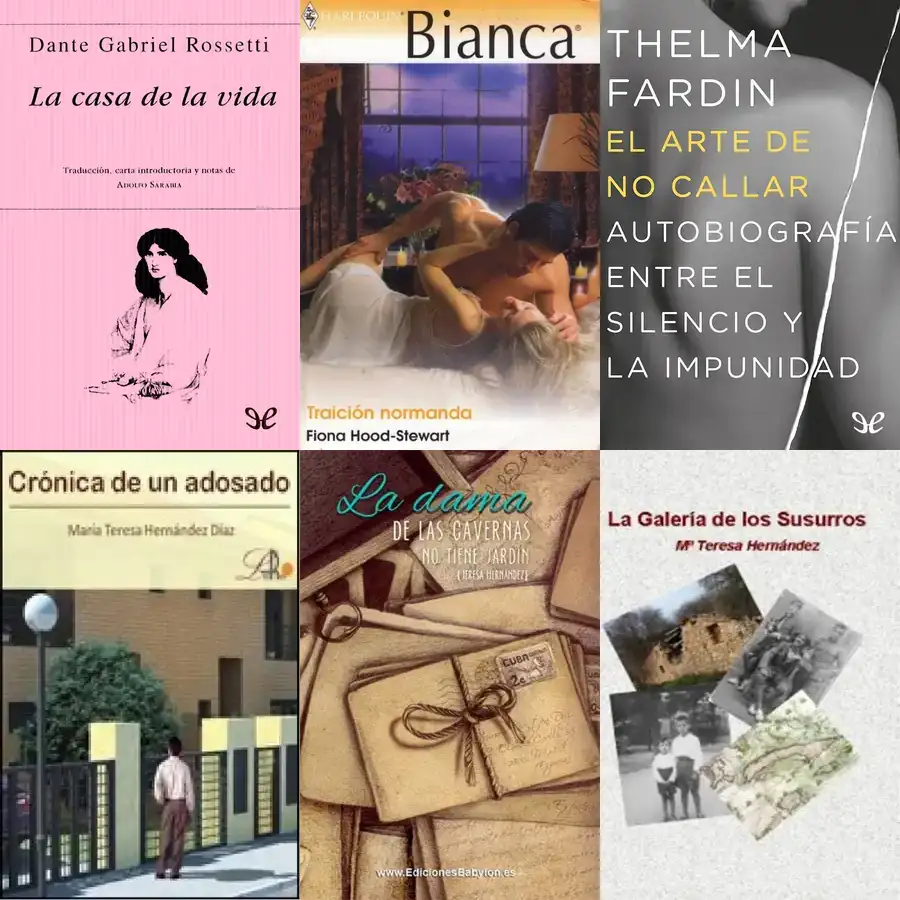 Dante Gabriel Rossetti
La casa de la vida
Traducción, carta introductoria y notas de
ADOLFO SARABIA
HARLEQUIN
Bianca
Traición normanda
Fiona Hood-Stewart
THELMA
FARDIN
EL ARTE DE
NO CALLAR
AUTOBIOGRAFÍA
ENTRE EL
SILENCIO Y
LA IMPUNIDAD
Crónica de un adosado
María Teresa Hernández Díaz
La dama
DE LAS CAVERNAS
NO TIENE JARDÍN
(TERESA HERNÁNDEZ)
CUBA
2c
www.EdicionesBabylon.es
La Galería de los Susurros
Mª Teresa Hernández